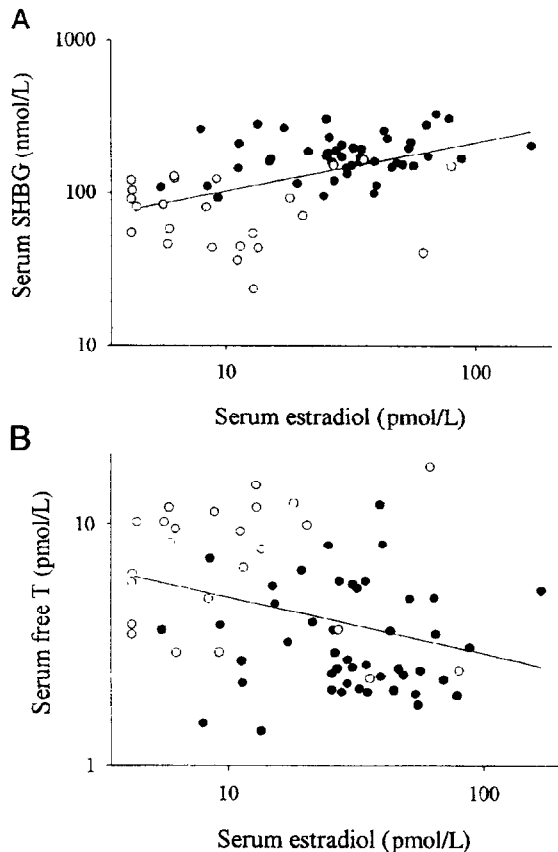 A
1000
100
10
Serum SHBG (nmol/L)
10
100
Serum estradiol (pmol/L)
B
10
1
Serum free T (pmol/L)
10
100
Serum estradiol (pmol/L)